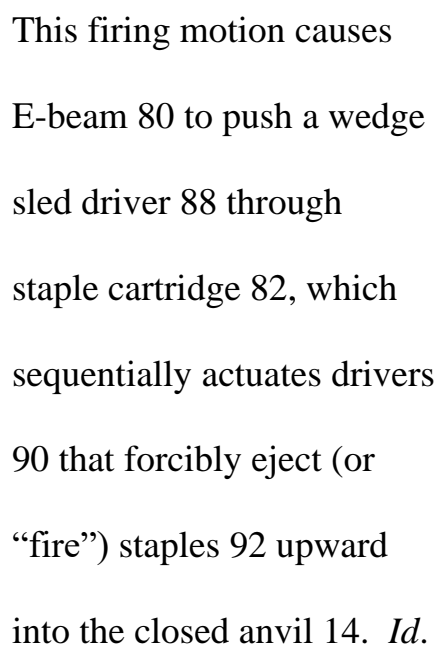 This firing motion causes
E-beam 80 to push a wedge
sled driver 88 through
staple cartridge 82, which
sequentially actuates drivers
90 that forcibly eject (or
“fire”) staples 92 upward
into the closed anvil 14.  Id.